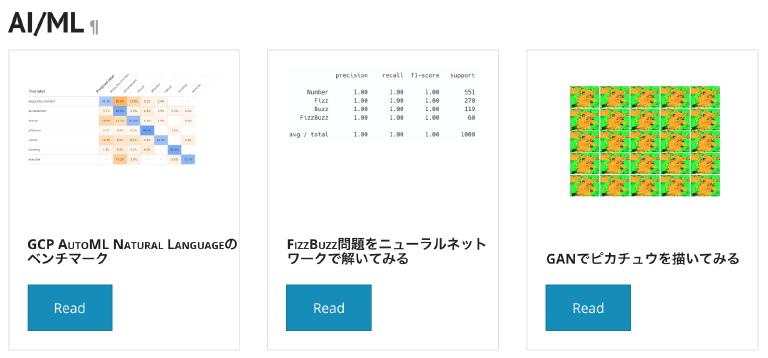 AI/ML ¶
precision recall f1-score support
Number 1.00 1.00 1.00 551
Fizz 1.00 1.00 1.00 270
Buzz 1.00 1.00 1.00 119
FizzBuzz 1.00 1.00 1.00 60
avg / total 1.00 1.00 1.00 1000
GCP AutoML Natural Languageの
ベンチマーク
FizzBuzz問題をニューラルネット
ワークで解いてみる
GANでピカチュウを描いてみる
Read
Read
Read